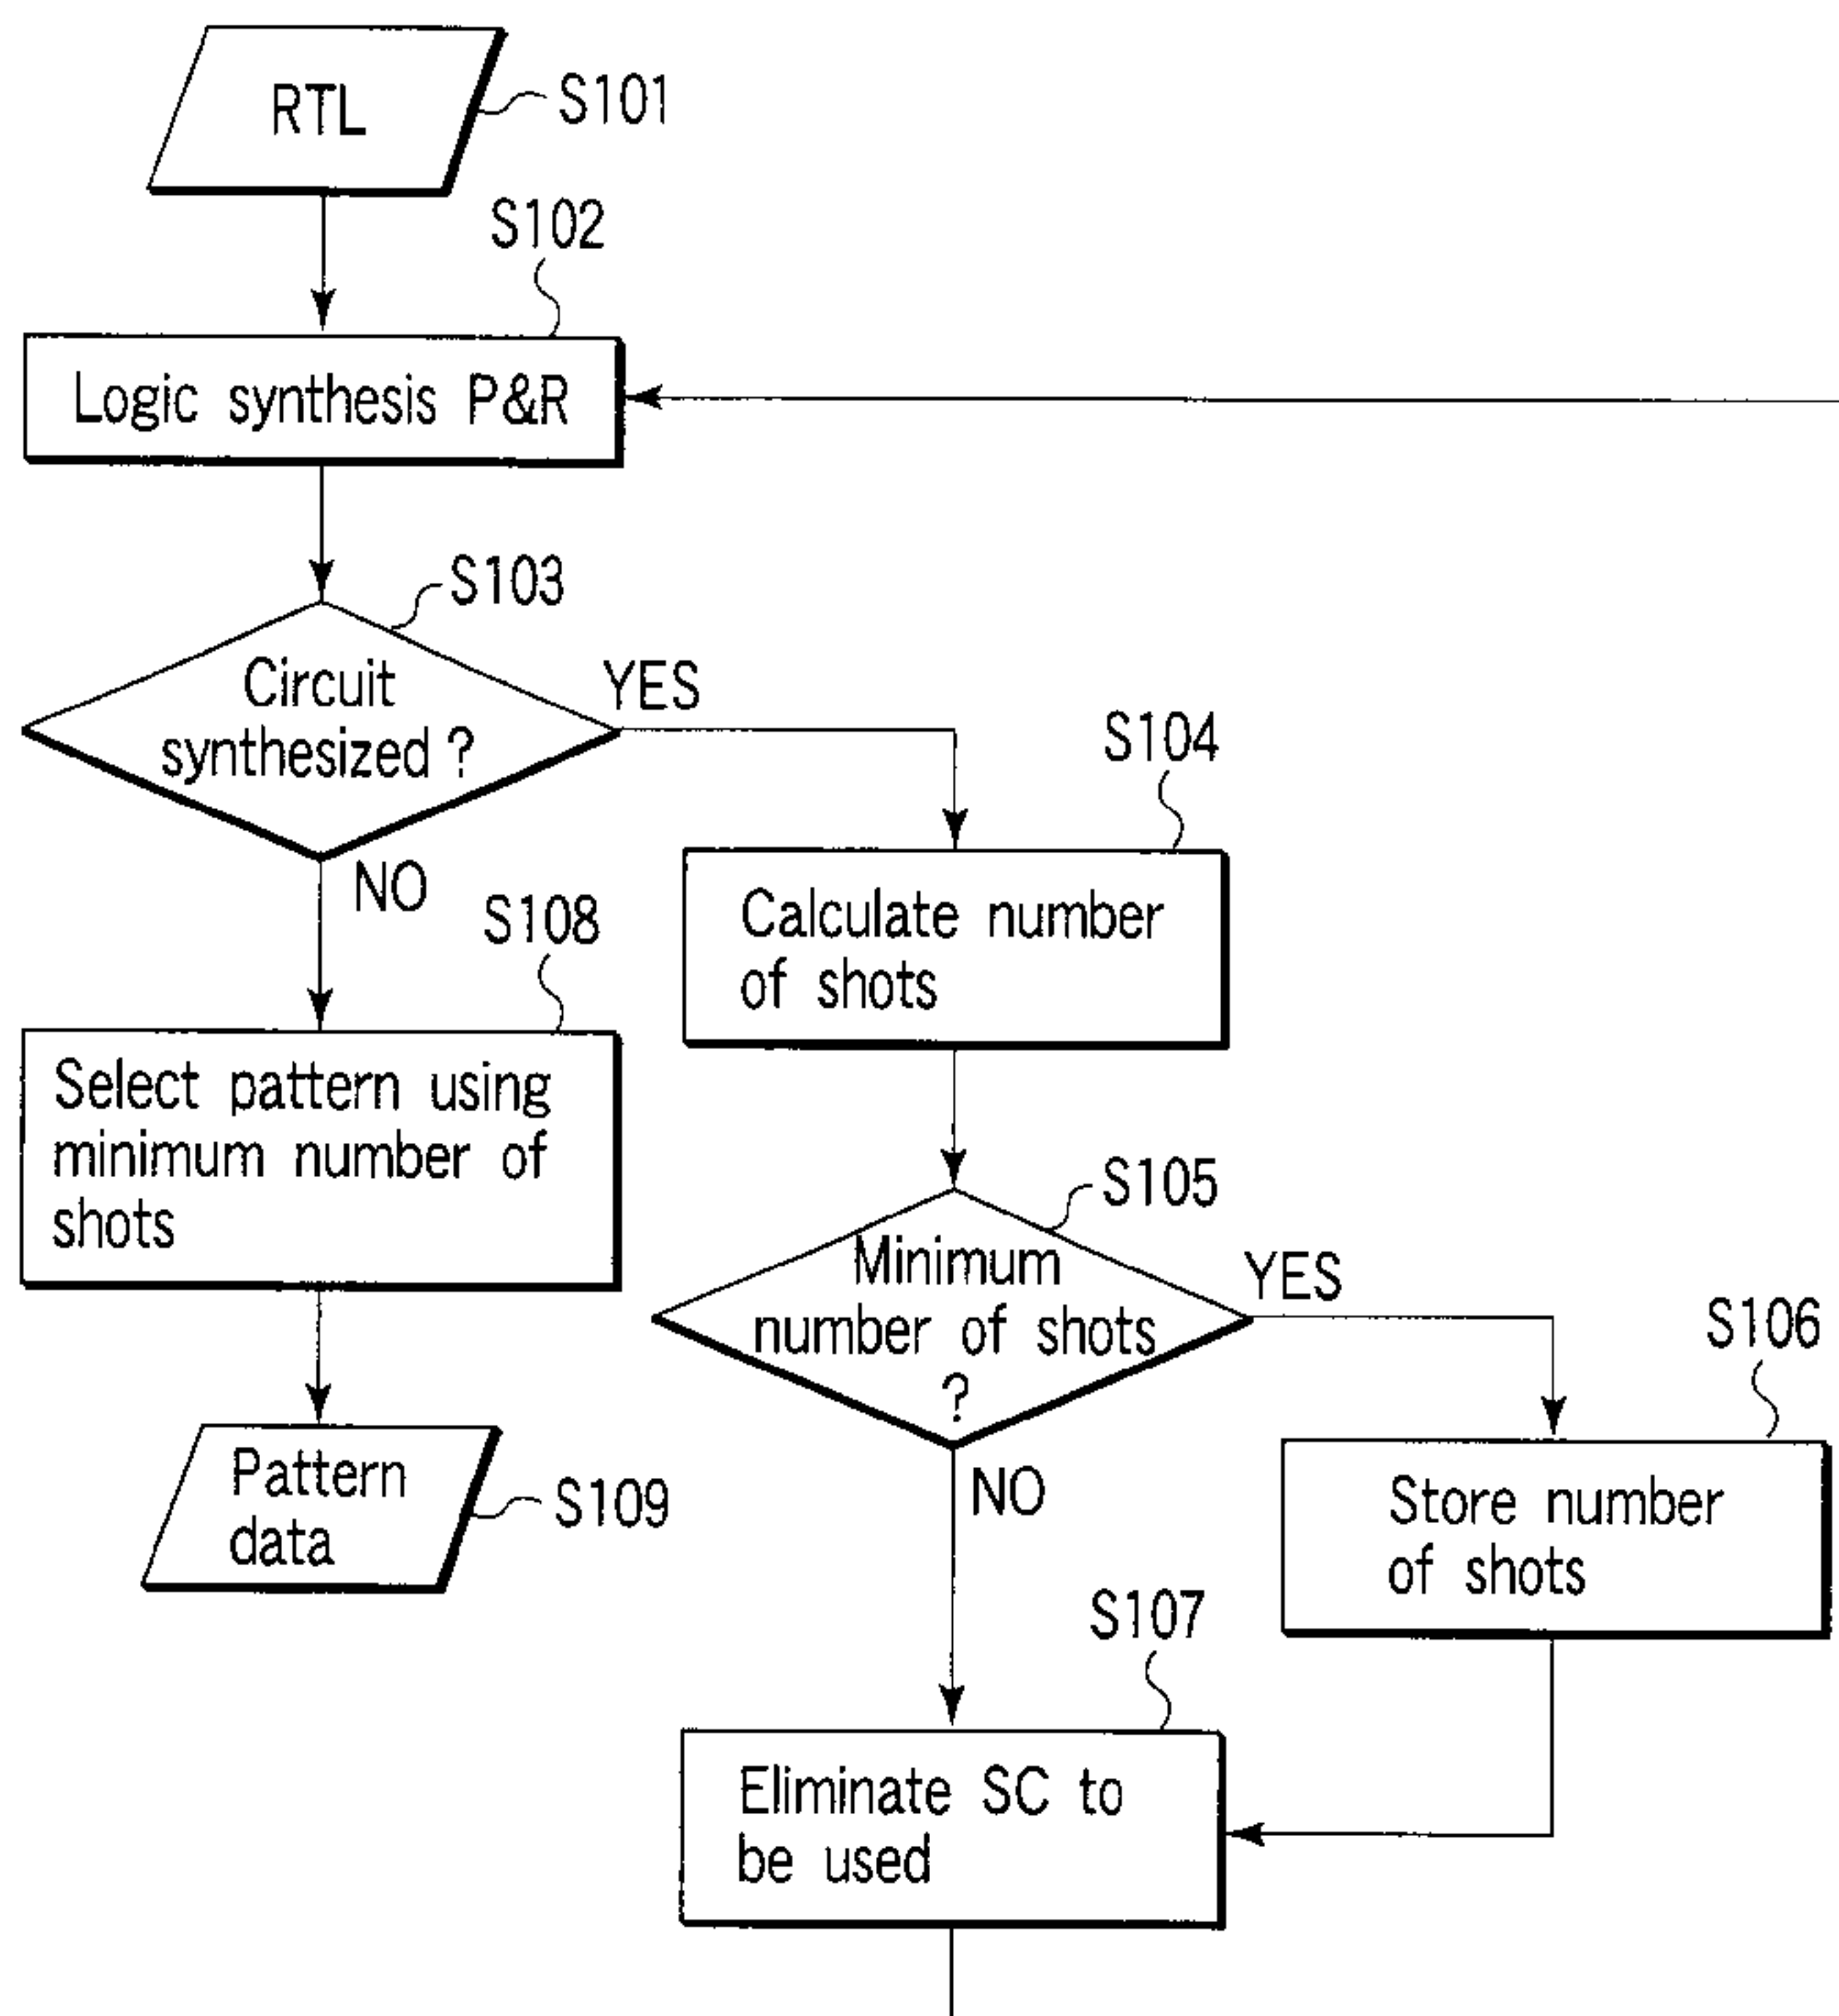 RTL
S101
S102
Logic synthesis P&R
S103
Circuit
synthesized ?
YES
S104
NO
Calculate number
of shots
S108
Select pattern using
minimum number of
shots
S105
Minimum
number of shots
?
YES
S106
NO
Pattern
data
S109
Store number
of shots
S107
Eliminate SC to
be used